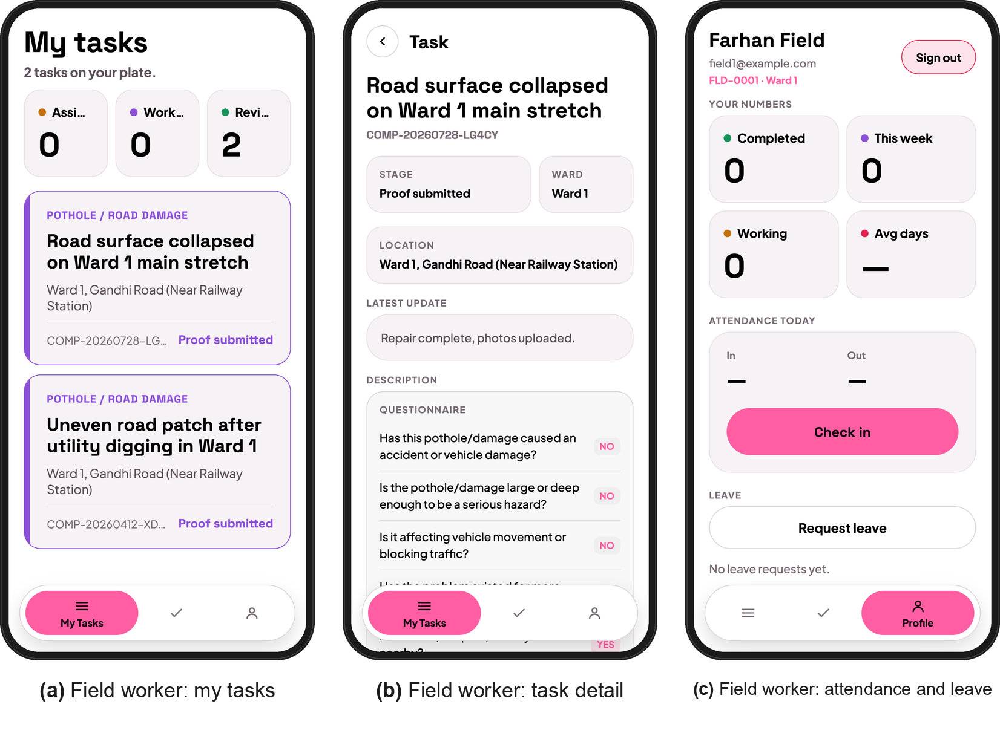 My tasks
2 tasks on your plate.
Assi...
Work...
Revi...
0
0
2
POTHOLE / ROAD DAMAGE
Road surface collapsed
on Ward 1 main stretch
Ward 1, Gandhi Road (Near Railway
Station)
COMP-20260728-LG...
Proof submitted
POTHOLE / ROAD DAMAGE
Uneven road patch after
utility digging in Ward 1
Ward 1, Gandhi Road (Near Railway
Station)
COMP-20260412-XD...
Proof submitted
My Tasks
(a) Field worker: my tasks
Task
Road surface collapsed
on Ward 1 main stretch
COMP-20260728-LG4CY
STAGE
Proof submitted
WARD
Ward 1
LOCATION
Ward 1, Gandhi Road (Near Railway Station)
LATEST UPDATE
Repair complete, photos uploaded.
DESCRIPTION
QUESTIONNAIRE
Has this pothole/damage caused an
accident or vehicle damage?
NO
Is the pothole/damage large or deep
enough to be a serious hazard?
NO
Is it affecting vehicle movement or
blocking traffic?
NO
YES
nearby?
My Tasks
(b) Field worker: task detail
Farhan Field
field1@example.com
FLD-0001 · Ward 1
Sign out
YOUR NUMBERS
Completed
0
This week
0
Working
0
Avg days
—
ATTENDANCE TODAY
In
Out
—
—
Check in
LEAVE
Request leave
No leave requests yet.
Profile
(c) Field worker: attendance and leave